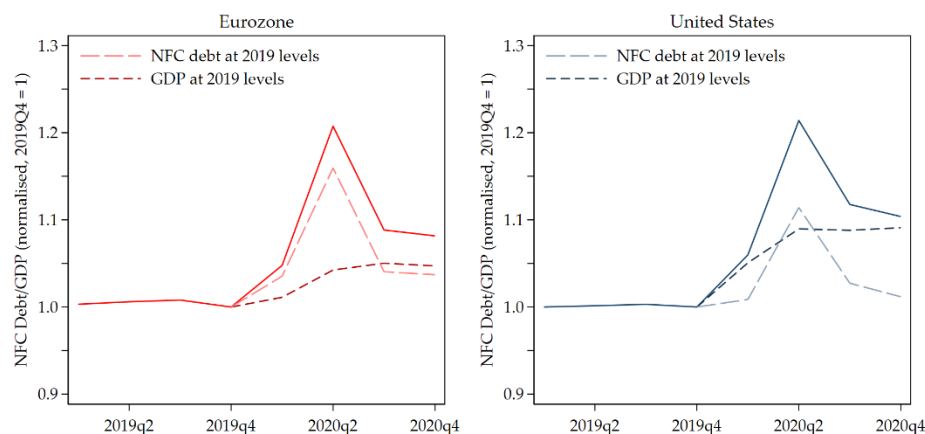 Eurozone
NFC Debt/GDP (normalised, 2019Q4 = 1)
1.3
1.2
1.1
1.0
0.9
NFC debt at 2019 levels
GDP at 2019 levels
2019q2 2019q4 2020q2 2020q4
United States
NFC Debt/GDP (normalised, 2019Q4 = 1)
1.3
1.2
1.1
1.0
0.9
NFC debt at 2019 levels
GDP at 2019 levels
2019q2 2019q4 2020q2 2020q4